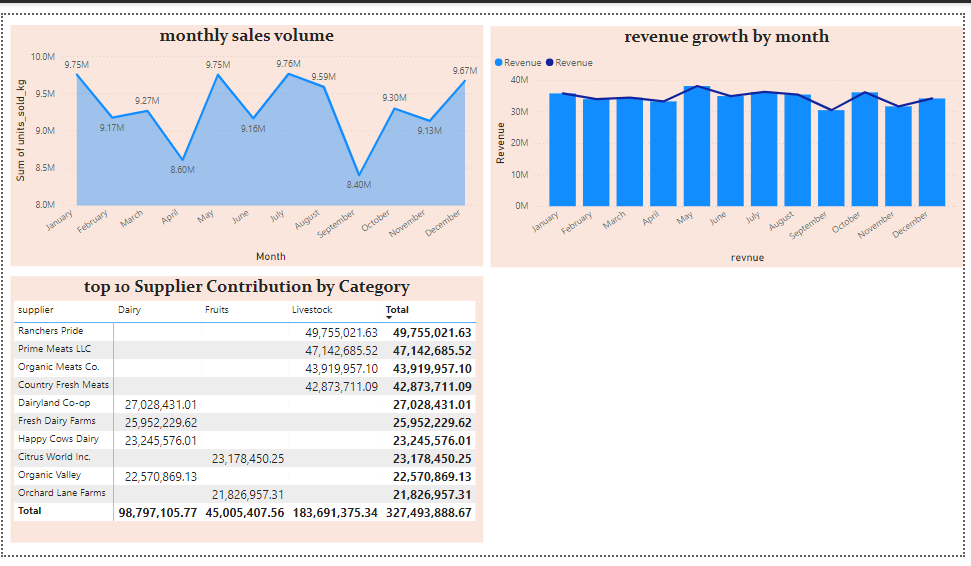 monthly sales volume
Sum of units_sold_kg
10.0M
9.5M
9.0M
8.5M
8.0M
9.75M
9.17M
9.27M
8.60M
9.75M
9.16M
9.76M
9.59M
8.40M
9.30M
9.13M
9.67M
January
February
March
April
May
June
July
August
September
October
November
December
Month
revenue growth by month
Revenue Revenue
Revenue
40M
30M
20M
10M
0M
January
February
March
April
May
June
July
August
September
October
November
December
revnue
top 10 Supplier Contribution by Category
supplier Dairy Fruits Livestock Total
Ranchers Pride 49,755,021.63 49,755,021.63
Prime Meats LLC 47,142,685.52 47,142,685.52
Organic Meats Co. 43,919,957.10 43,919,957.10
Country Fresh Meats 42,873,711.09 42,873,711.09
Dairyland Co-op 27,028,431.01 27,028,431.01
Fresh Dairy Farms 25,952,229.62 25,952,229.62
Happy Cows Dairy 23,245,576.01 23,245,576.01
Citrus World Inc. 23,178,450.25 23,178,450.25
Organic Valley 22,570,869.13 22,570,869.13
Orchard Lane Farms 21,826,957.31 21,826,957.31
Total 98,797,105.77 45,005,407.56 183,691,375.34 327,493,888.67